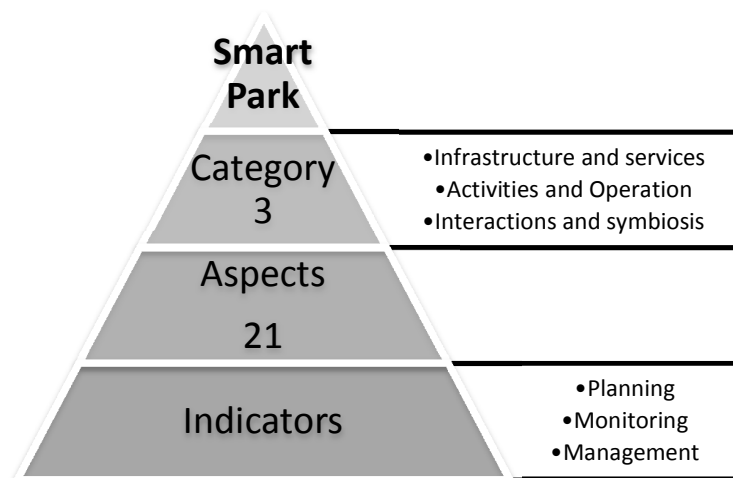 Smart
Park
Category
3
•Infrastructure and services
•Activities and Operation
•Interactions and symbiosis
Aspects
21
Indicators
•Planning
•Monitoring
•Management